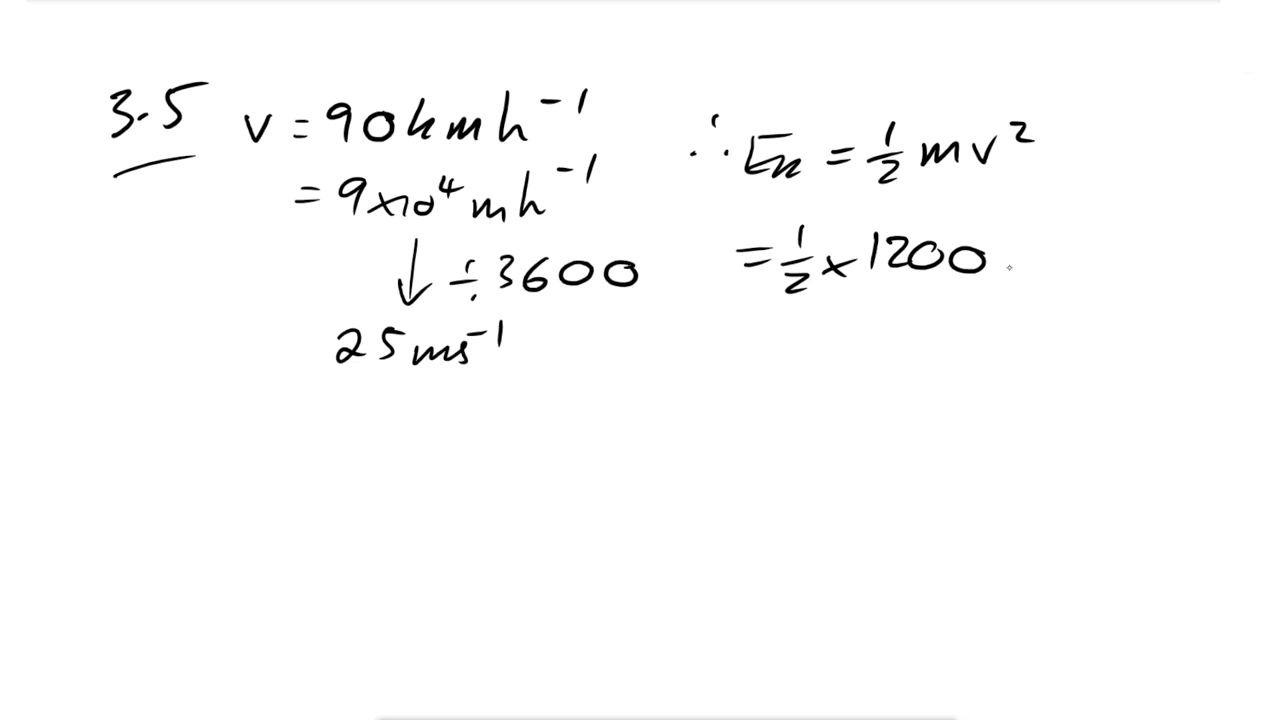 3.5 v = 90kmh⁻¹
= 9×10⁴ mh⁻¹
↓ ÷3600
25ms⁻¹
∴ Ek = ½mv²
= ½ × 1200